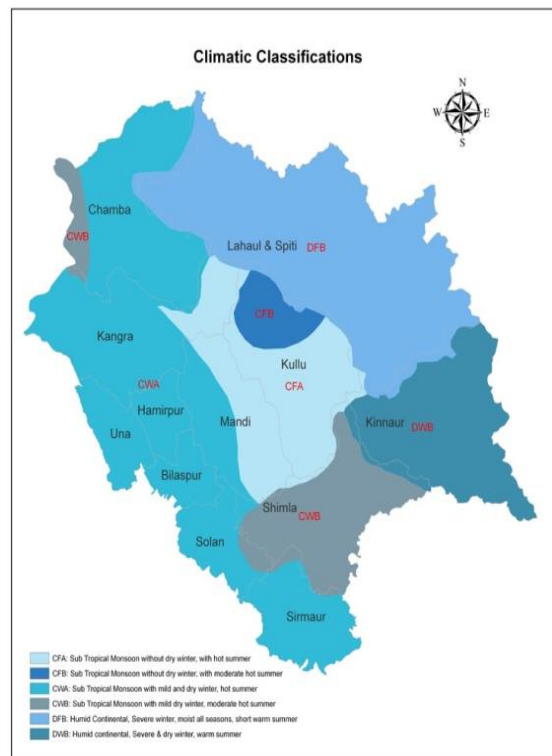 Climatic Classifications
N
W E
S
Chamba
CWB
Lahaul & Spiti DFB
CFB
Kangra
Kullu
CWA
CFA
Hamirpur
Kinnaur DWB
Una
Mandi
Bilaspur
Shimla
CWB
Solan
Sirmaur
CFA: Sub Tropical Monsoon without dry winter, with hot summer
CFB: Sub Tropical Monsoon without dry winter, with moderate hot summer
CWA: Sub Tropical Monsoon with mild and dry winter, hot summer
CWB: Sub Tropical Monsoon with mild dry winter, moderate hot summer
DFB: Humid Continental, Severe winter, moist all seasons, short warm summer
DWB: Humid continental, Severe & dry winter, warm summer